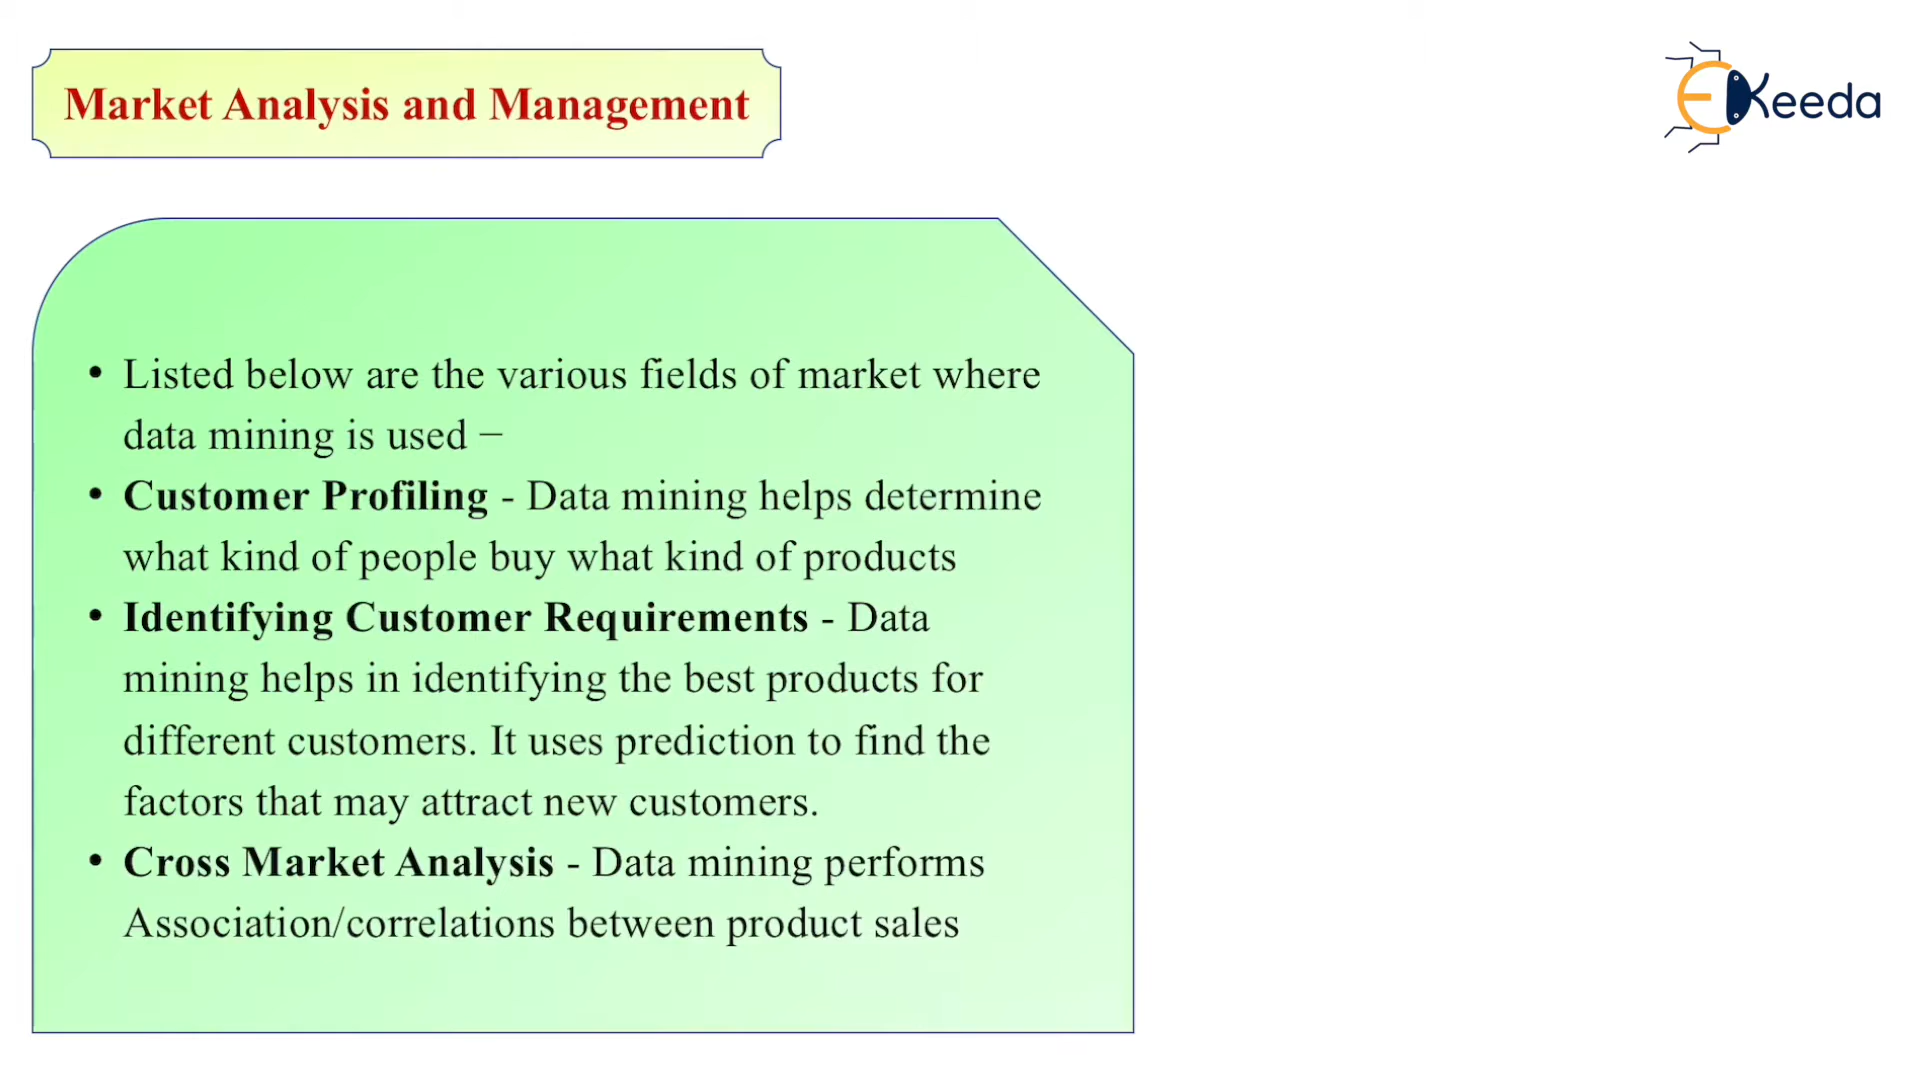 Market Analysis and Management
EKeeda
• Listed below are the various fields of market where
data mining is used −
• Customer Profiling - Data mining helps determine
what kind of people buy what kind of products
• Identifying Customer Requirements - Data
mining helps in identifying the best products for
different customers. It uses prediction to find the
factors that may attract new customers.
• Cross Market Analysis - Data mining performs
Association/correlations between product sales